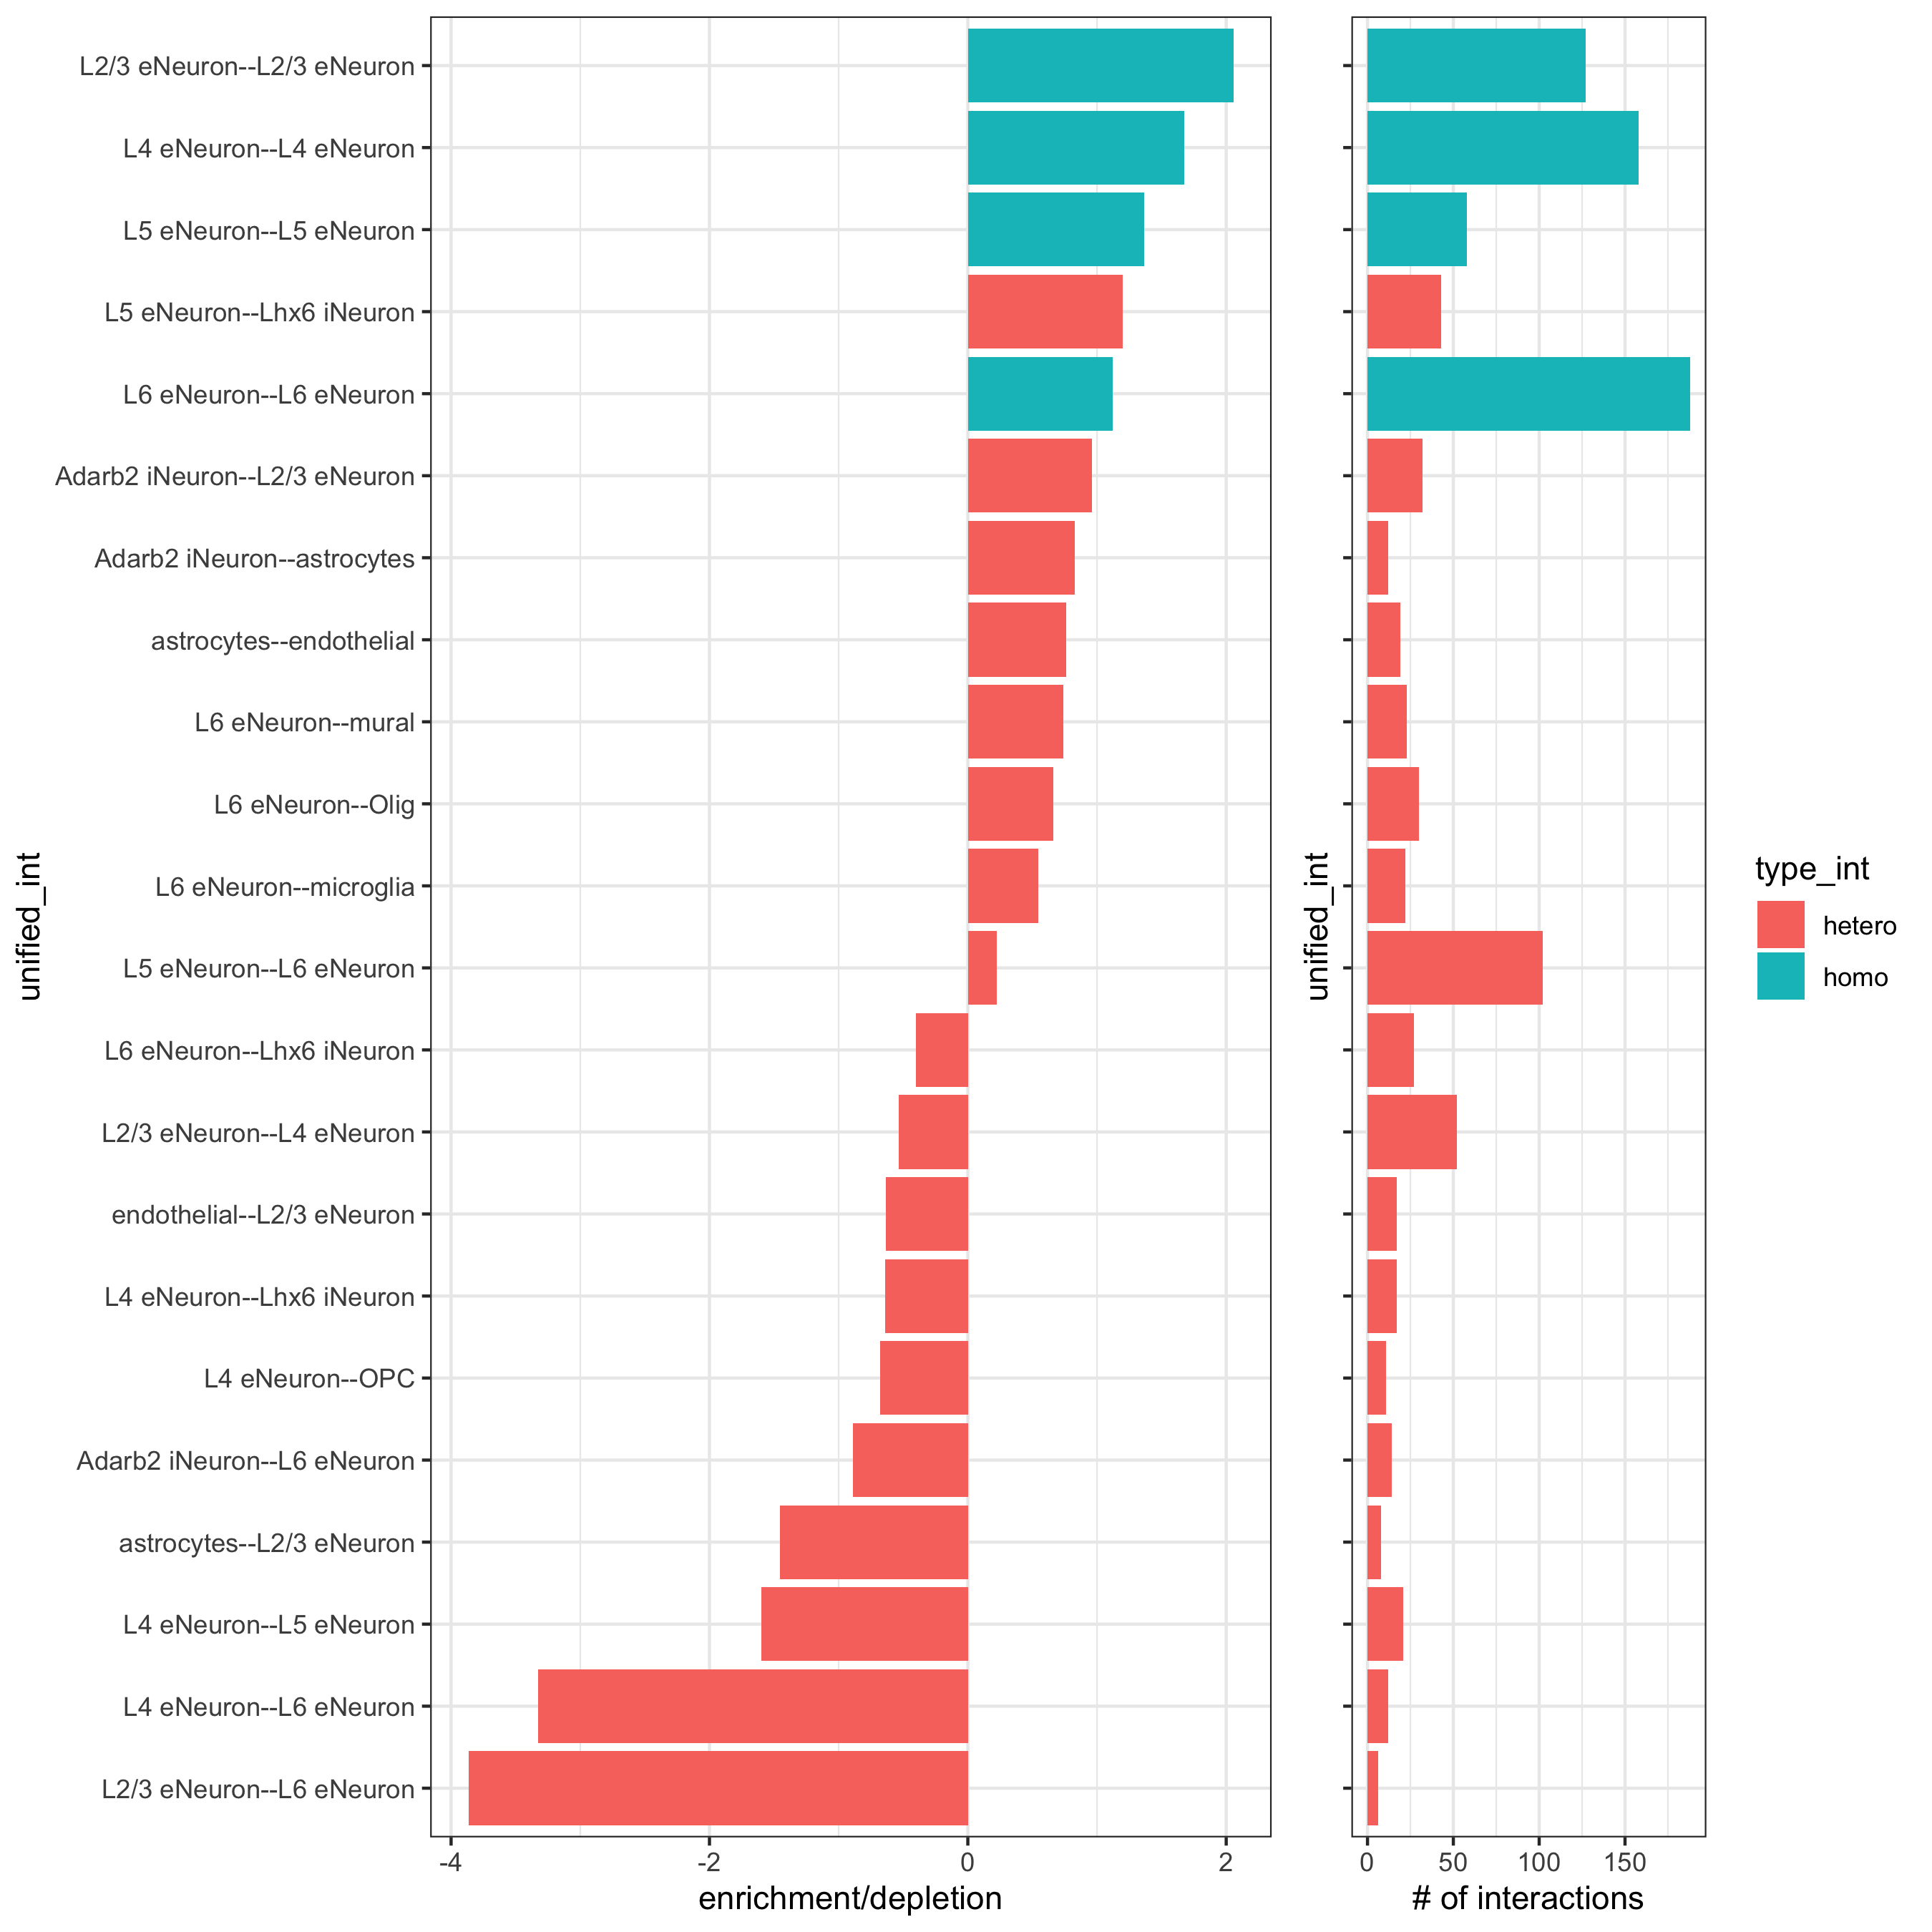 unified_int
L2/3 eNeuron--L2/3 eNeuron
L4 eNeuron--L4 eNeuron
L5 eNeuron--L5 eNeuron
L5 eNeuron--Lhx6 iNeuron
L6 eNeuron--L6 eNeuron
Adarb2 iNeuron--L2/3 eNeuron
Adarb2 iNeuron--astrocytes
astrocytes--endothelial
L6 eNeuron--mural
L6 eNeuron--Olig
L6 eNeuron--microglia
L5 eNeuron--L6 eNeuron
L6 eNeuron--Lhx6 iNeuron
L2/3 eNeuron--L4 eNeuron
endothelial--L2/3 eNeuron
L4 eNeuron--Lhx6 iNeuron
L4 eNeuron--OPC
Adarb2 iNeuron--L6 eNeuron
astrocytes--L2/3 eNeuron
L4 eNeuron--L5 eNeuron
L4 eNeuron--L6 eNeuron
L2/3 eNeuron--L6 eNeuron
-4 -2 0 2
enrichment/depletion
unified_int
0 50 100 150
# of interactions
type_int
hetero
homo